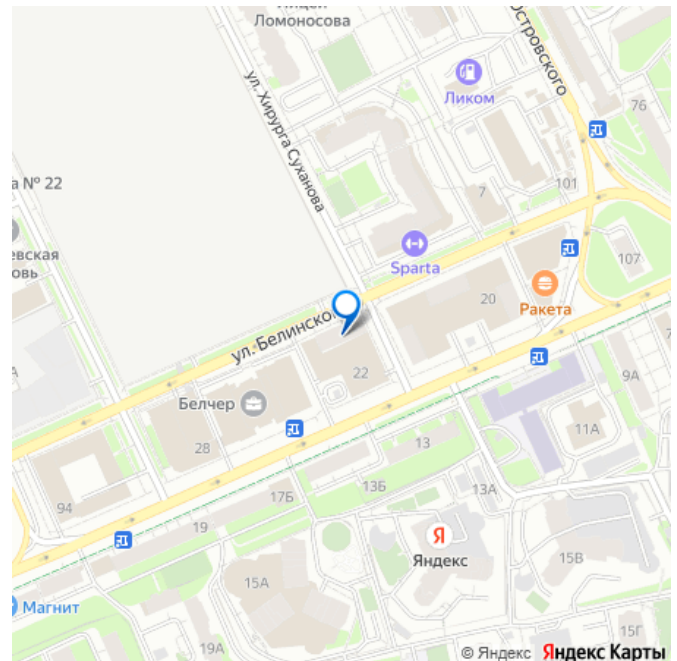 Лицей
Ломоносова
Островского
Ликом
76
ул. Хирурга Суханова
а № 22
7
101
евская
овь
Sparta
107
20
Ракета
ул. Белинского
22
9А
Белчер
11А
28
13
94
17Б
13Б
13А
19
Яндекс
15В
15А
Магнит
15Г
19А
© Яндекс Яндекс Карты